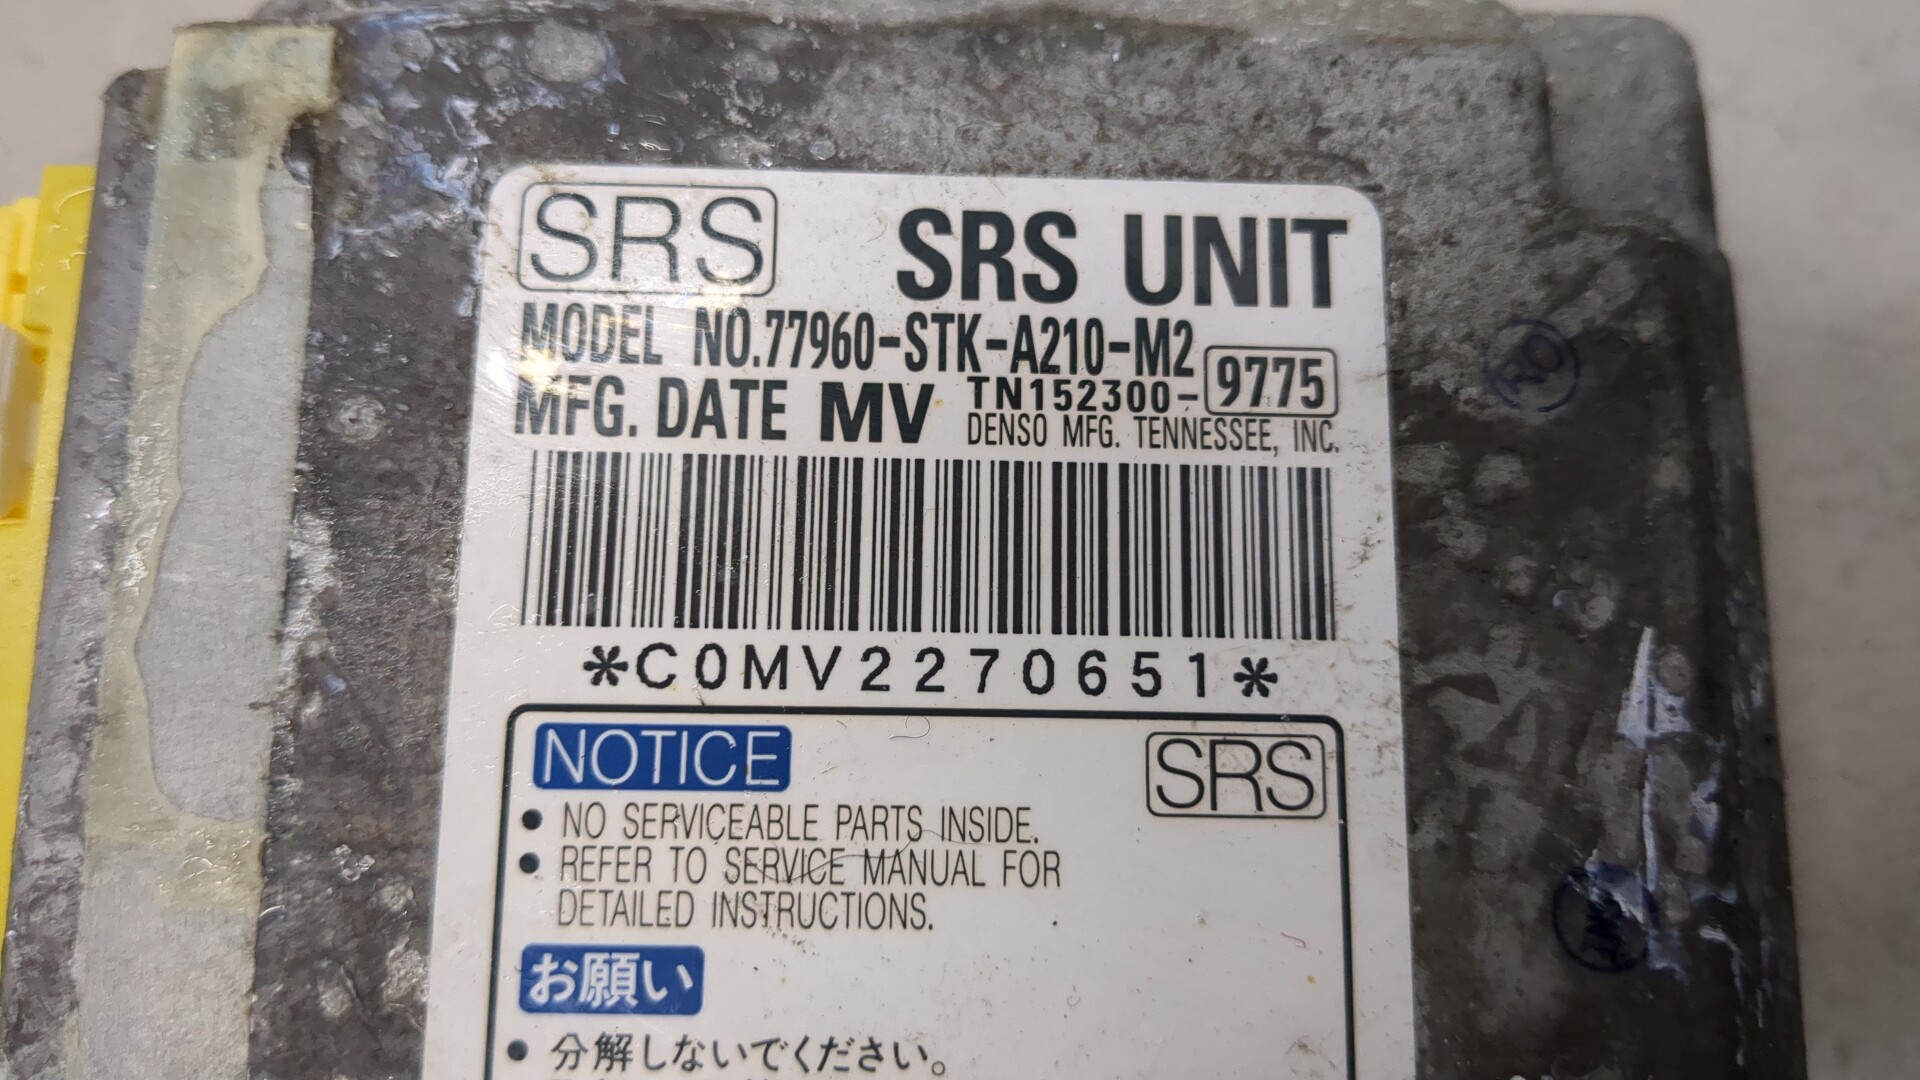 SRS SRS UNIT
MODEL NO.77960-STK-A210-M2
MFG. DATE MV TN152300-9775
DENSO MFG. TENNESSEE, INC.
*C0MV2270651*
NOTICE SRS
• NO SERVICEABLE PARTS INSIDE.
• REFER TO SERVICE MANUAL FOR
DETAILED INSTRUCTIONS.
お願い
• 分解しないでください。
RO